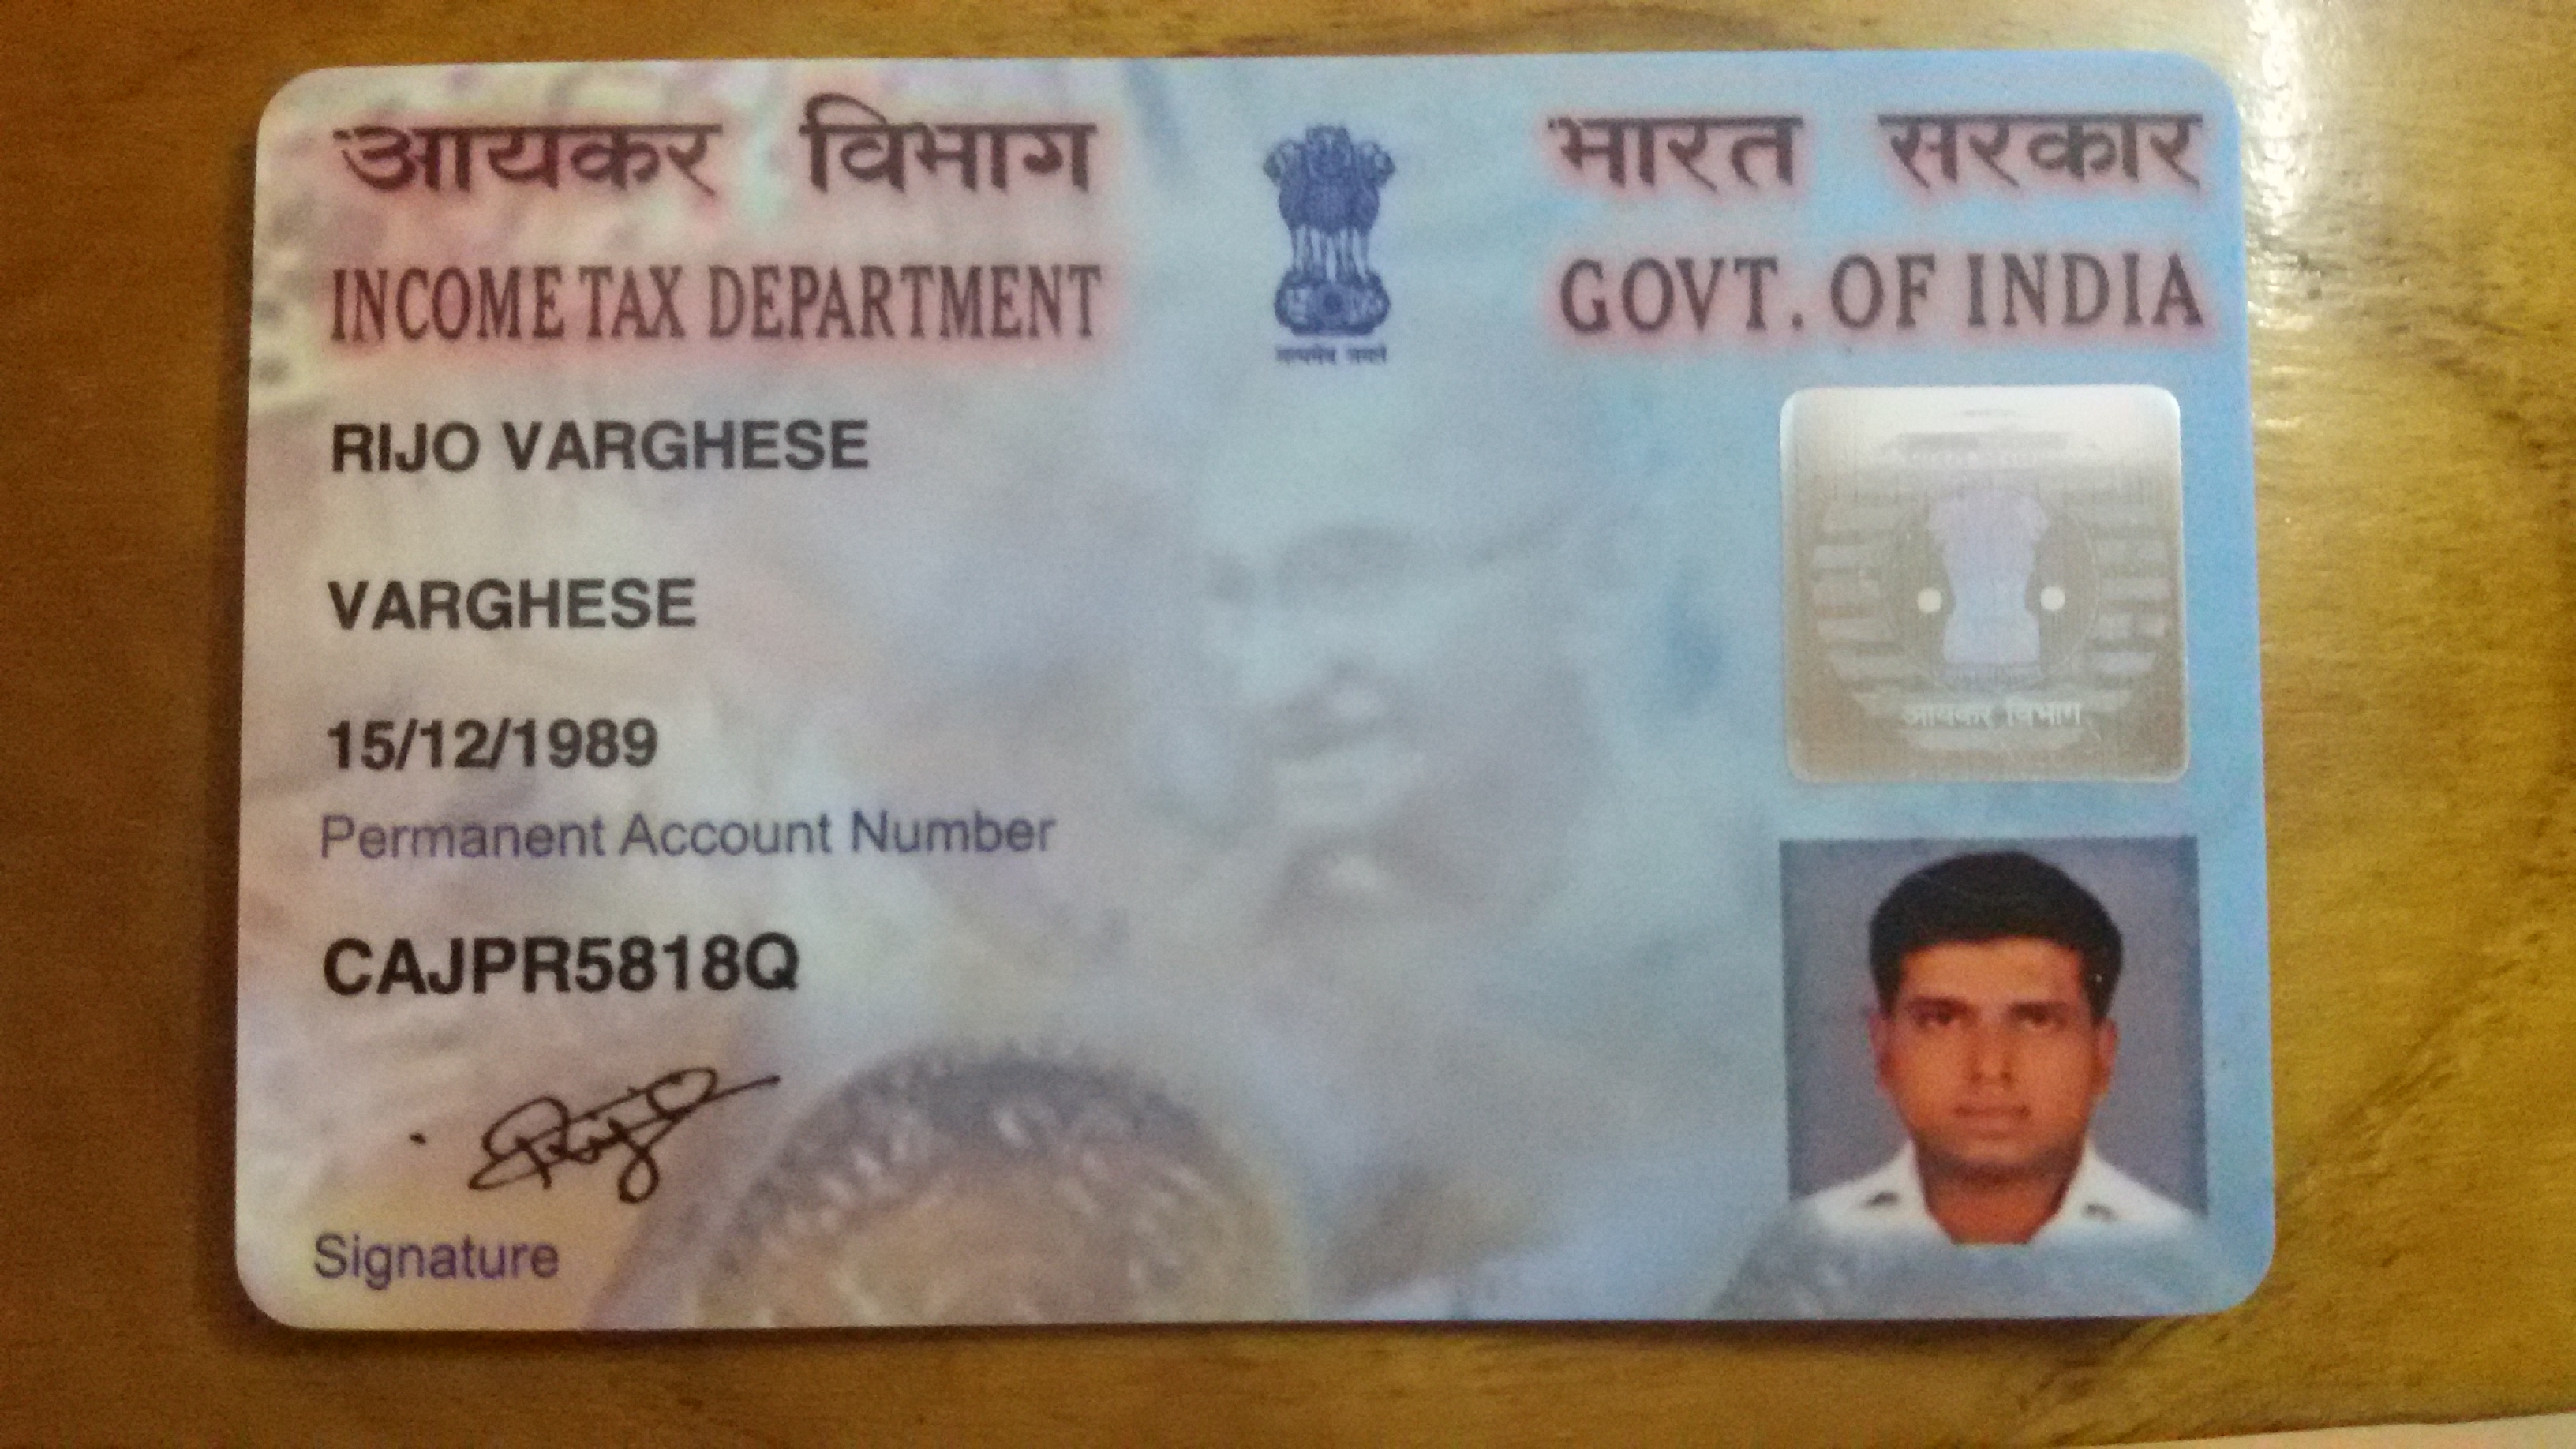 आयकर विभाग
INCOME TAX DEPARTMENT
भारत सरकार
GOVT. OF INDIA
सत्यमेव जयते
RIJO VARGHESE
VARGHESE
15/12/1989
Permanent Account Number
CAJPR5818Q
Signature
आयकर विभाग